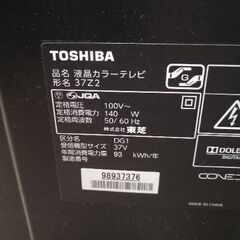 TOSHIBA
品名 液晶カラーテレビ
形名 37Z2
JQA
定格電圧 100V~
定格消費電力 140 W
定格周波数 50/60 Hz
株式会社 東芝
区分名 DG1
受信機型サイズ 37V
年間消費電力量 93 kWh/年
製造番号
98937376
DOLBY
DIGITAL